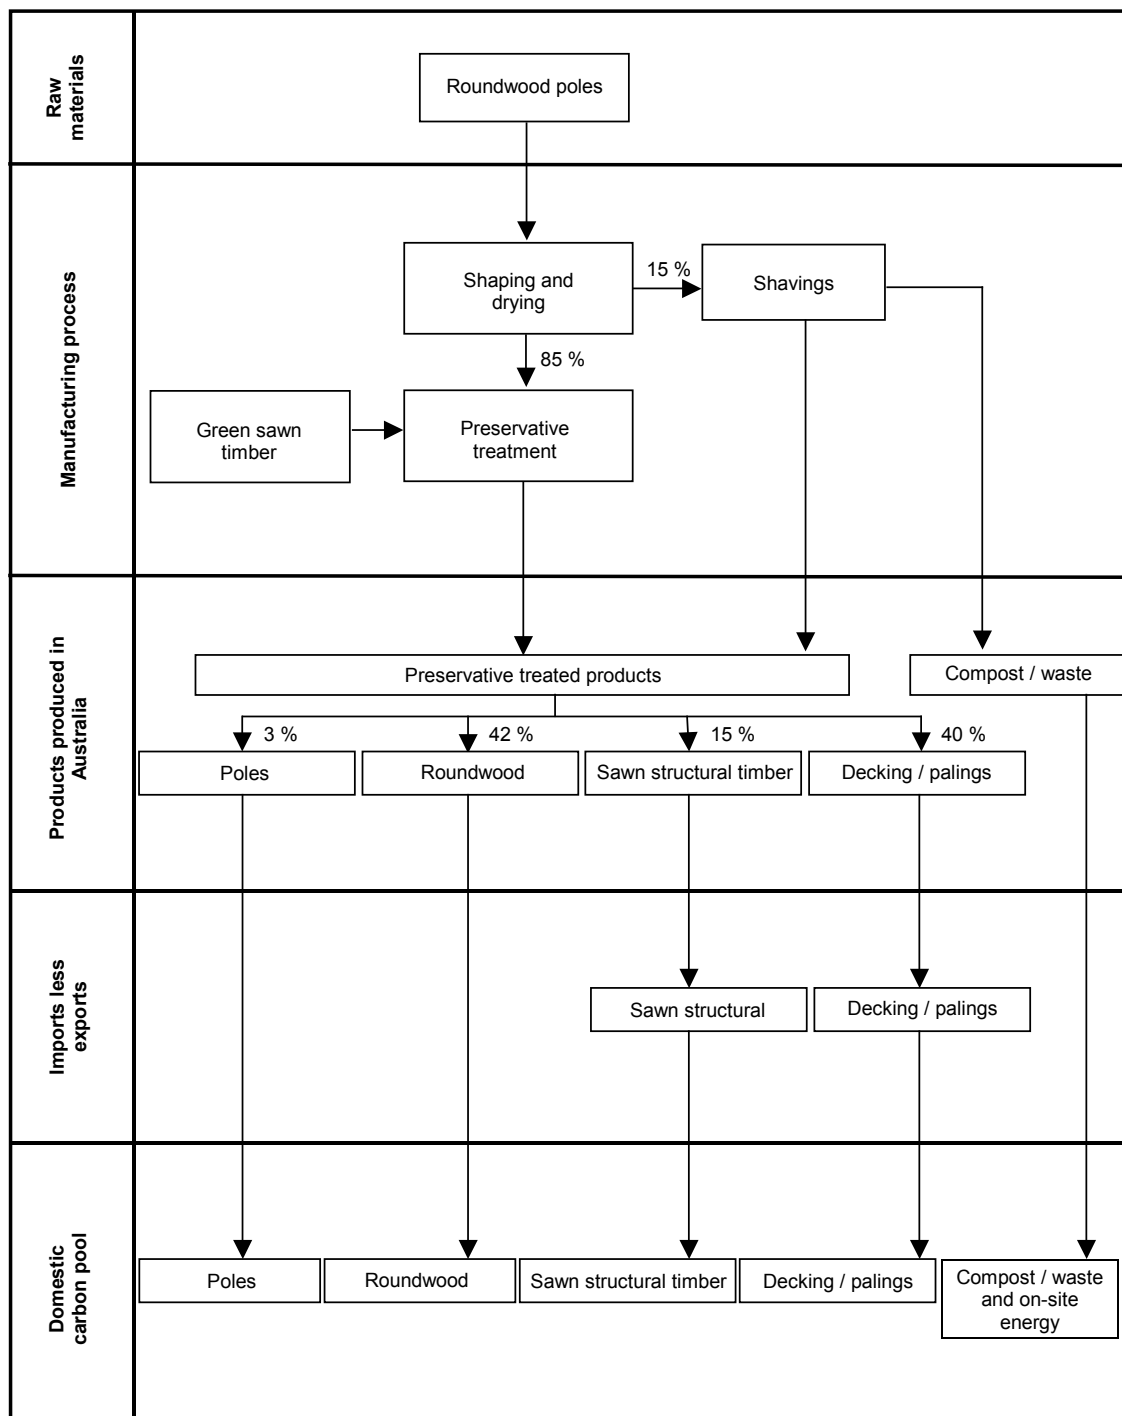 Raw
materials
Roundwood poles
Manufacturing process
Shaping and
drying
15 %
Shavings
85 %
Green sawn
timber
Preservative
treatment
Products produced in
Australia
Preservative treated products
Compost / waste
3 %
42 %
15 %
40 %
Poles
Roundwood
Sawn structural timber
Decking / palings
Imports less
exports
Sawn structural
Decking / palings
Domestic
carbon pool
Poles
Roundwood
Sawn structural timber
Decking / palings
Compost / waste
and on-site
energy